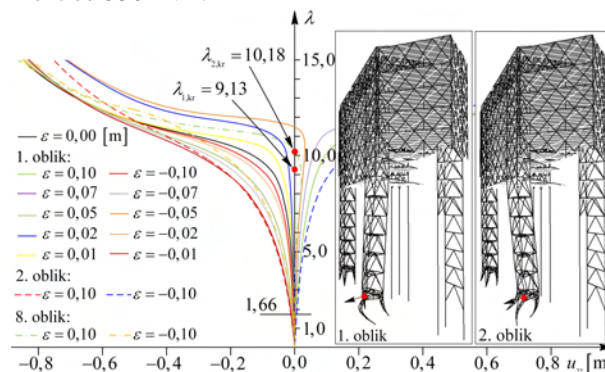 λ
15,0
λ2,kr = 10,18
λ1,kr = 9,13
10,0
5,0
1,66
1,0
ε = 0,00 [m]
1. oblik:
ε = 0,10 ε = −0,10
ε = 0,07 ε = −0,07
ε = 0,05 ε = −0,05
ε = 0,02 ε = −0,02
ε = 0,01 ε = −0,01
2. oblik:
ε = 0,10 ε = −0,10
8. oblik:
ε = 0,10 ε = −0,10
1. oblik 2. oblik
−0,8 −0,6 −0,4 −0,2 0,0 0,2 0,4 0,6 0,8